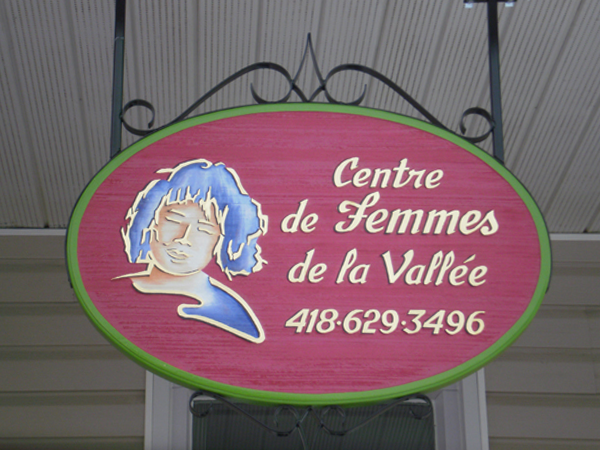 Centre
de Femmes
de la Vallée
418·629·3496